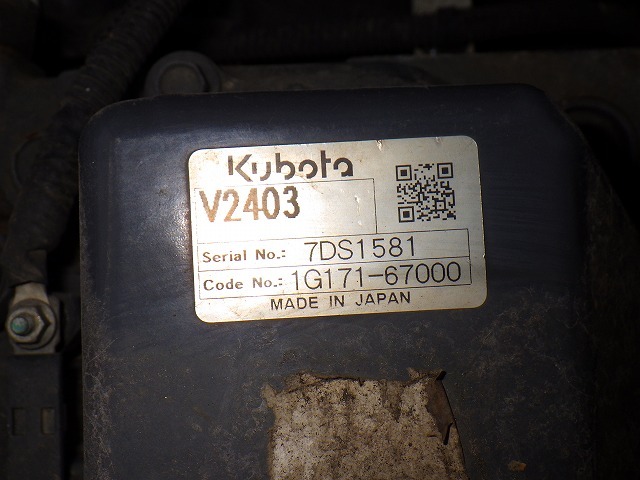 Kubota
V2403
Serial No.: 7DS1581
Code No.: 1G171-67000
MADE IN JAPAN